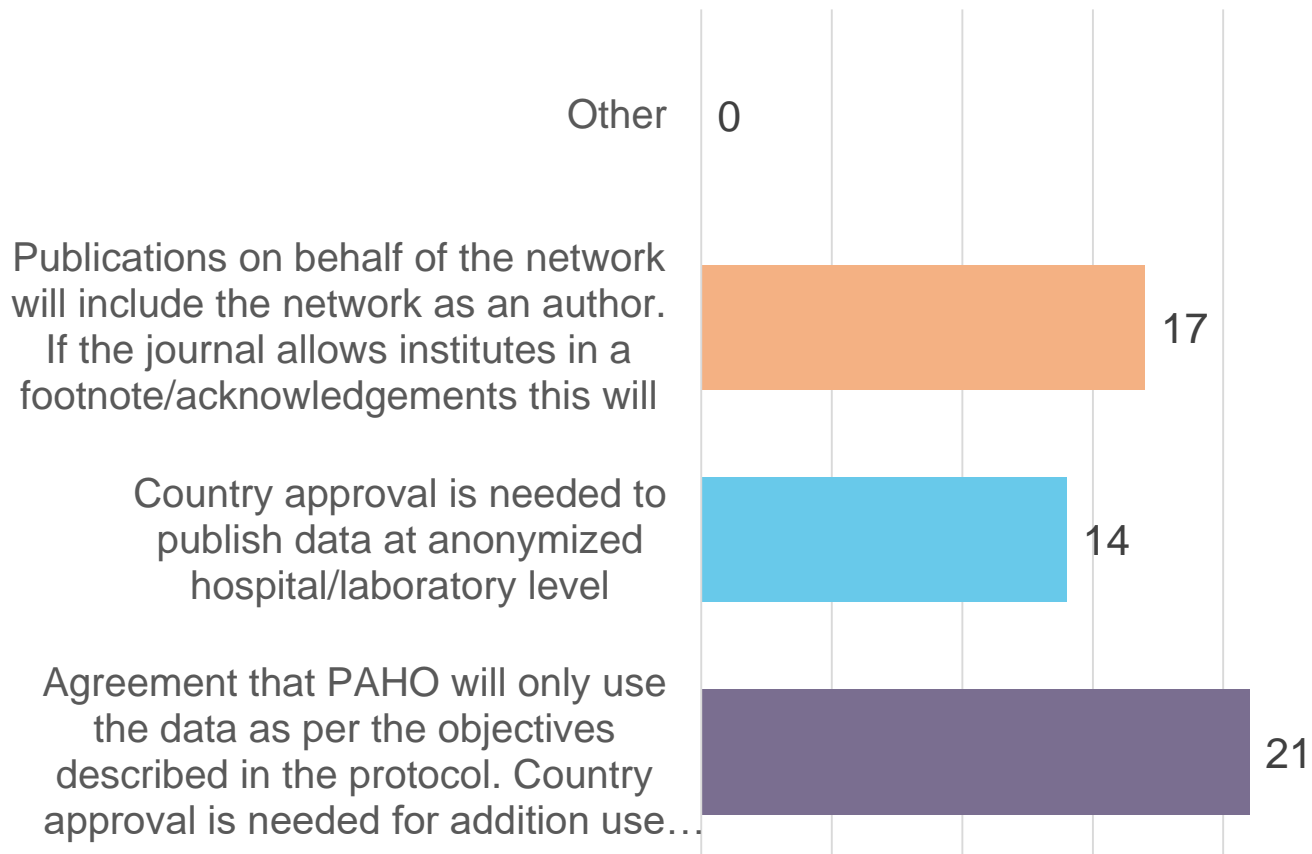 Other
0
Publications on behalf of the network
will include the network as an author.
If the journal allows institutes in a
footnote/acknowledgements this will
17
Country approval is needed to
publish data at anonymized
hospital/laboratory level
14
Agreement that PAHO will only use
the data as per the objectives
described in the protocol. Country
approval is needed for addition use…
21